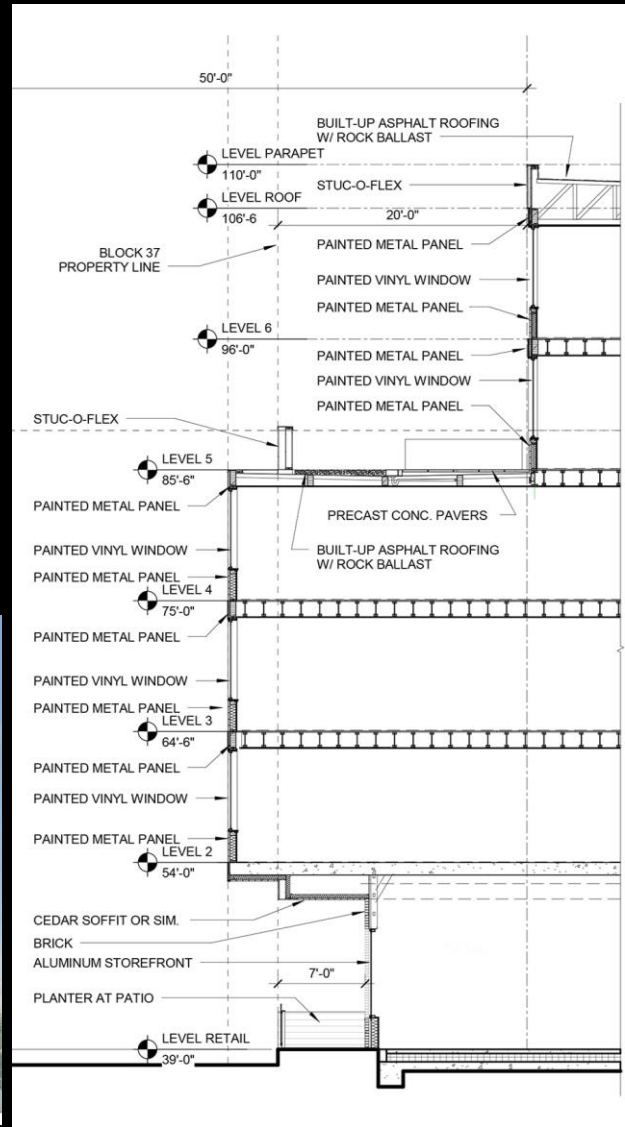 50'-0"
BUILT-UP ASPHALT ROOFING
W/ ROCK BALLAST
LEVEL PARAPET
110'-0"
STUC-O-FLEX
LEVEL ROOF
106'-6
20'-0"
PAINTED METAL PANEL
BLOCK 37
PROPERTY LINE
PAINTED VINYL WINDOW
PAINTED METAL PANEL
LEVEL 6
96'-0"
PAINTED METAL PANEL
PAINTED VINYL WINDOW
PAINTED METAL PANEL
STUC-O-FLEX
LEVEL 5
85'-6"
PAINTED METAL PANEL
PRECAST CONC. PAVERS
PAINTED VINYL WINDOW
BUILT-UP ASPHALT ROOFING
W/ ROCK BALLAST
PAINTED METAL PANEL
LEVEL 4
75'-0"
PAINTED METAL PANEL
PAINTED VINYL WINDOW
PAINTED METAL PANEL
LEVEL 3
64'-6"
PAINTED METAL PANEL
PAINTED VINYL WINDOW
PAINTED METAL PANEL
LEVEL 2
54'-0"
CEDAR SOFFIT OR SIM.
BRICK
ALUMINUM STOREFRONT
7'-0"
PLANTER AT PATIO
LEVEL RETAIL
39'-0"